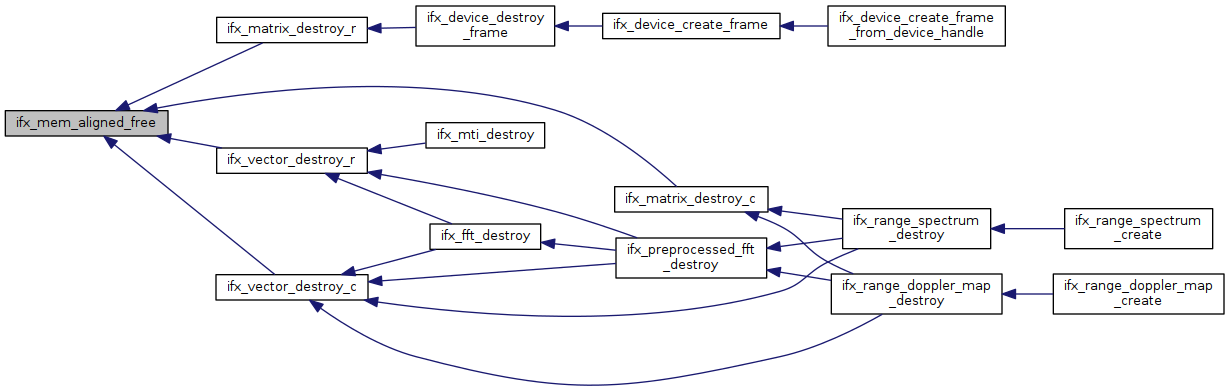 ifx_matrix_destroy_r
ifx_device_destroy
_frame
ifx_device_create_frame
ifx_device_create_frame
_from_device_handle
ifx_mem_aligned_free
ifx_mti_destroy
ifx_vector_destroy_r
ifx_matrix_destroy_c
ifx_range_spectrum
_destroy
ifx_range_spectrum
_create
ifx_fft_destroy
ifx_preprocessed_fft
_destroy
ifx_vector_destroy_c
ifx_range_doppler_map
_destroy
ifx_range_doppler_map
_create